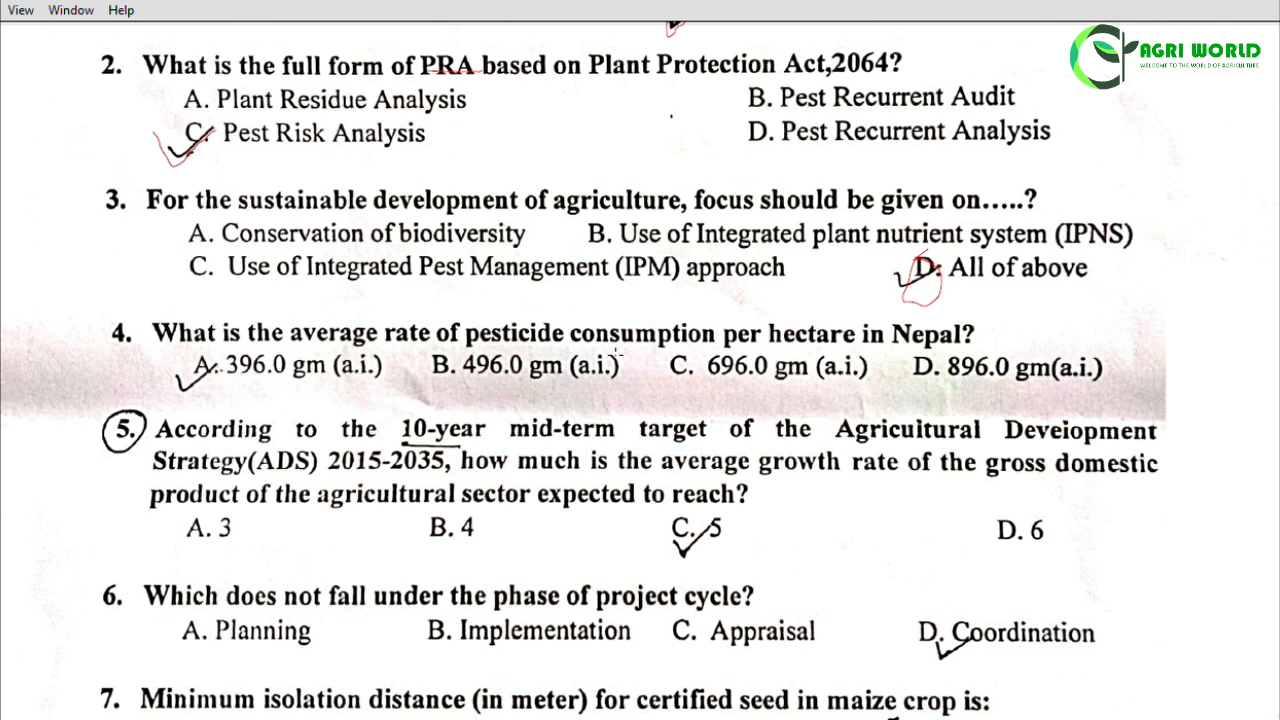 View Window Help
AGRI WORLD
WELCOME TO THE WORLD OF AGRICULTURE
2. What is the full form of PRA based on Plant Protection Act,2064?
A. Plant Residue Analysis B. Pest Recurrent Audit
C. Pest Risk Analysis D. Pest Recurrent Analysis
3. For the sustainable development of agriculture, focus should be given on.....?
A. Conservation of biodiversity B. Use of Integrated plant nutrient system (IPNS)
C. Use of Integrated Pest Management (IPM) approach D. All of above
4. What is the average rate of pesticide consumption per hectare in Nepal?
A. 396.0 gm (a.i.) B. 496.0 gm (a.i.) C. 696.0 gm (a.i.) D. 896.0 gm(a.i.)
5. According to the 10-year mid-term target of the Agricultural Development
Strategy(ADS) 2015-2035, how much is the average growth rate of the gross domestic
product of the agricultural sector expected to reach?
A. 3 B. 4 C. 5 D. 6
6. Which does not fall under the phase of project cycle?
A. Planning B. Implementation C. Appraisal D. Coordination
7. Minimum isolation distance (in meter) for certified seed in maize crop is: